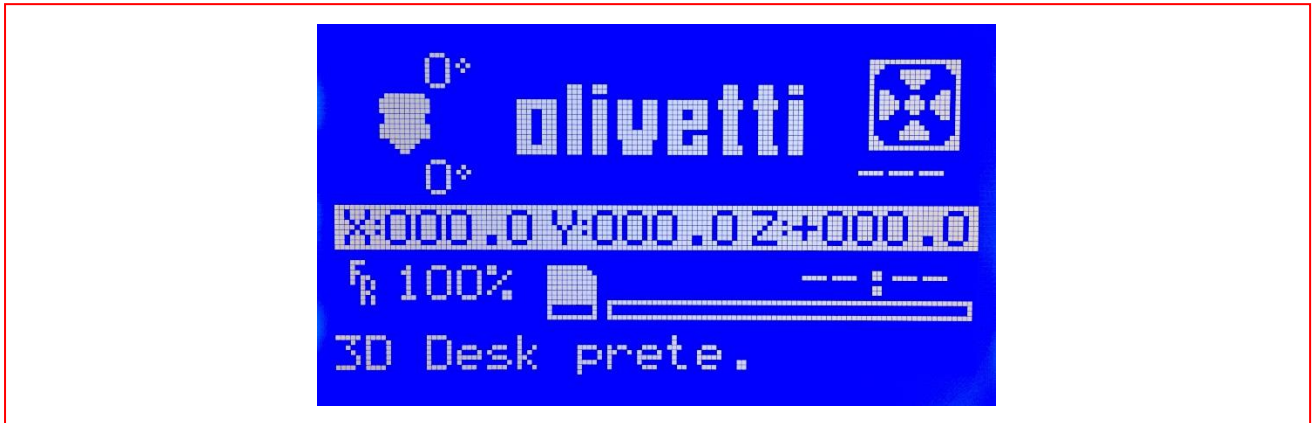 0°
olivetti
0°
---
X:000.0 Y:000.0 Z:+000.0
FR 100% --:--
3D Desk prete.